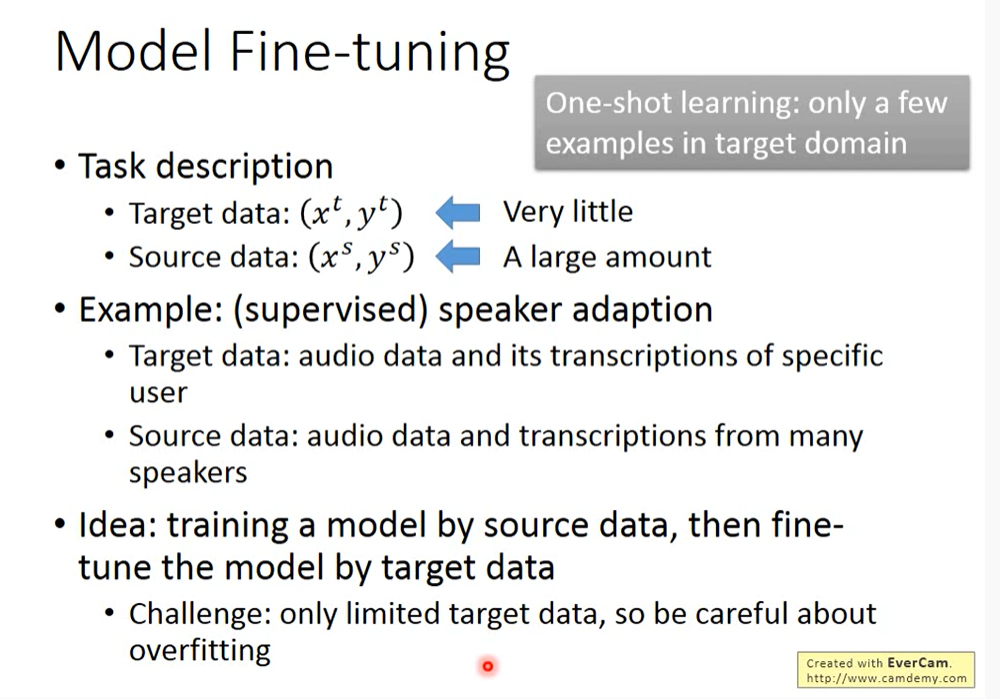 Model Fine-tuning
One-shot learning: only a few
examples in target domain
• Task description
• Target data: (xᵗ, yᵗ) Very little
• Source data: (xˢ, yˢ) A large amount
• Example: (supervised) speaker adaption
• Target data: audio data and its transcriptions of specific
user
• Source data: audio data and transcriptions from many
speakers
• Idea: training a model by source data, then fine-
tune the model by target data
• Challenge: only limited target data, so be careful about
overfitting
Created with EverCam.
http://www.camdemy.com